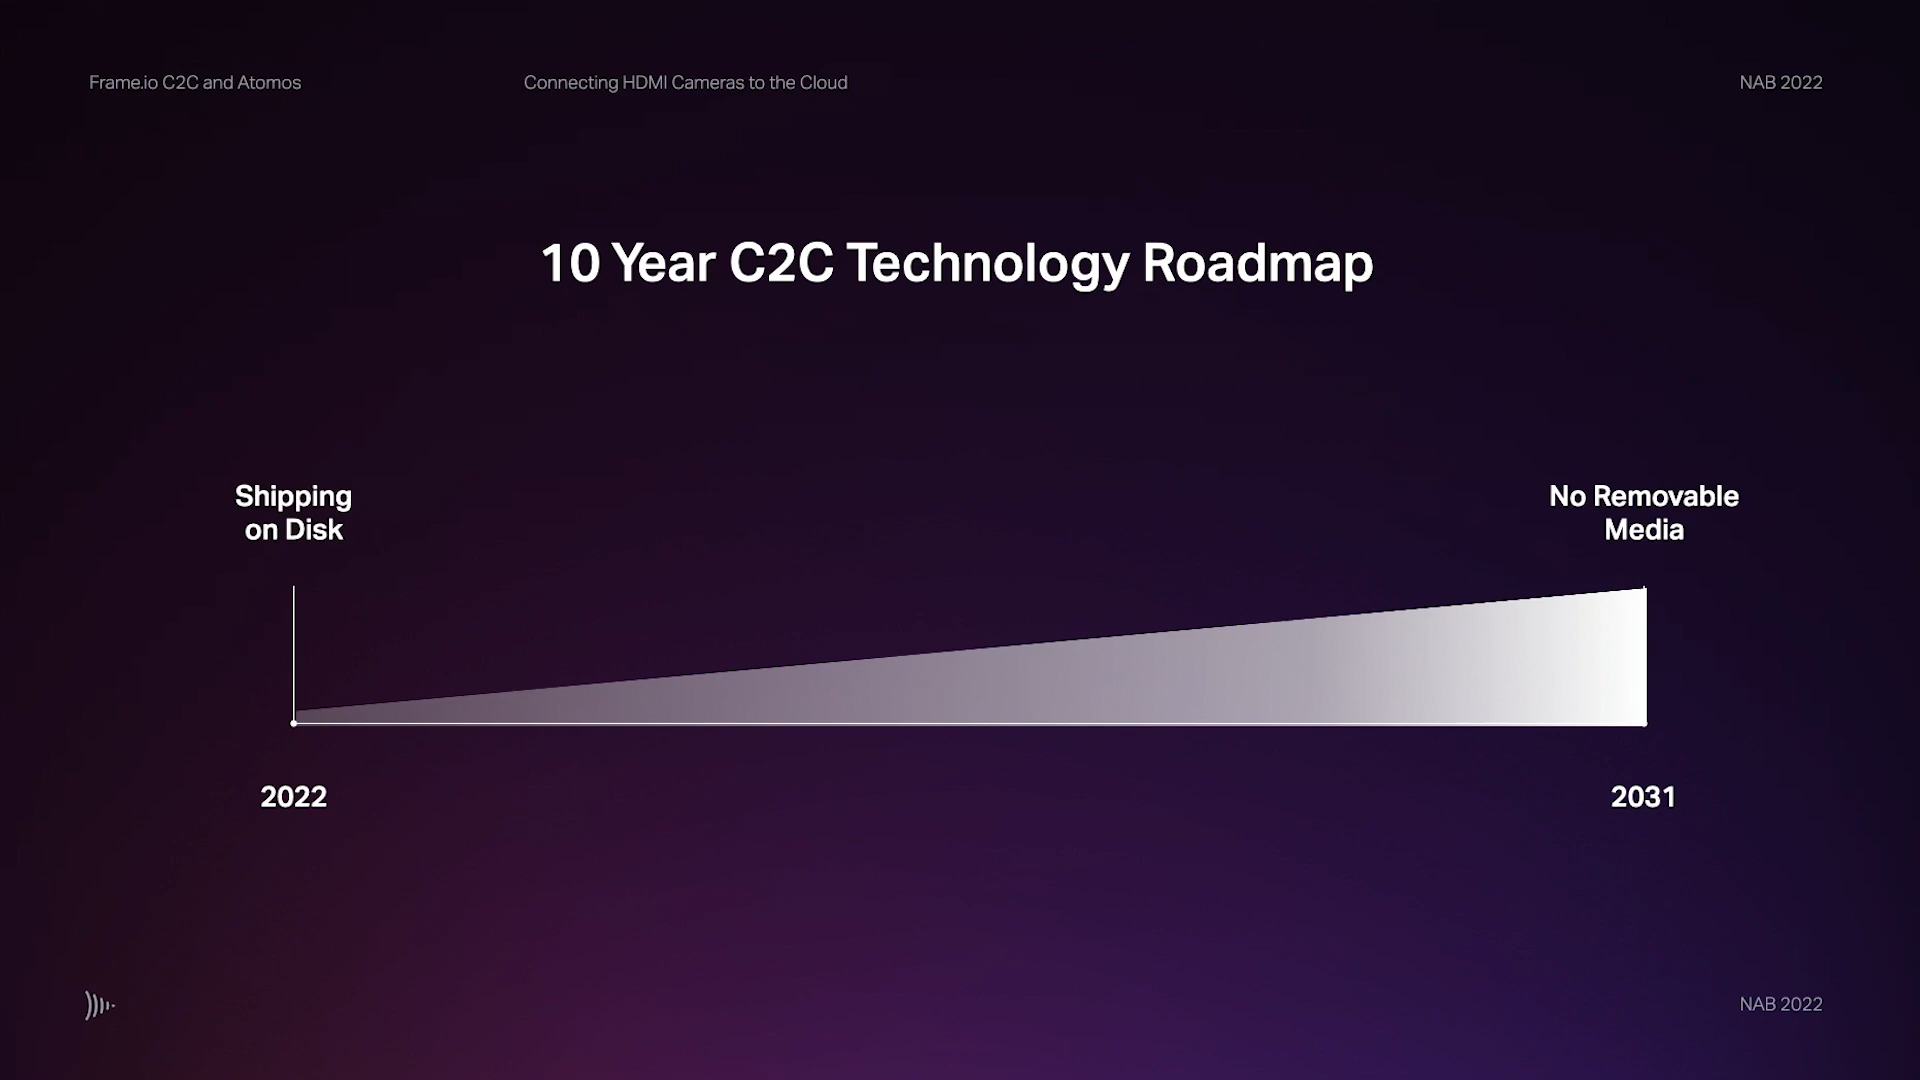 Frame.io C2C and Atomos
Connecting HDMI Cameras to the Cloud
NAB 2022
10 Year C2C Technology Roadmap
Shipping
on Disk
No Removable
Media
2022
2031
NAB 2022